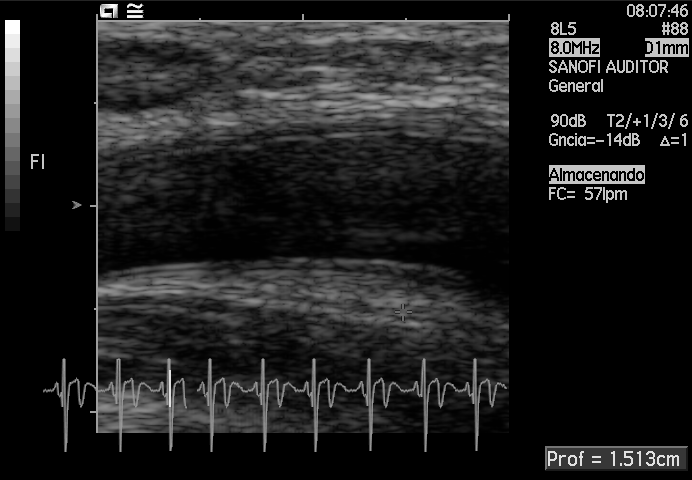 08:07:46
8L5 #88
8.0MHz D1mm
SANOFI AUDITOR
General
90dB T2/+1/3/ 6
Gncia=-14dB Δ=1
Almacenando
FC= 57lpm
FI
Prof = 1.513cm